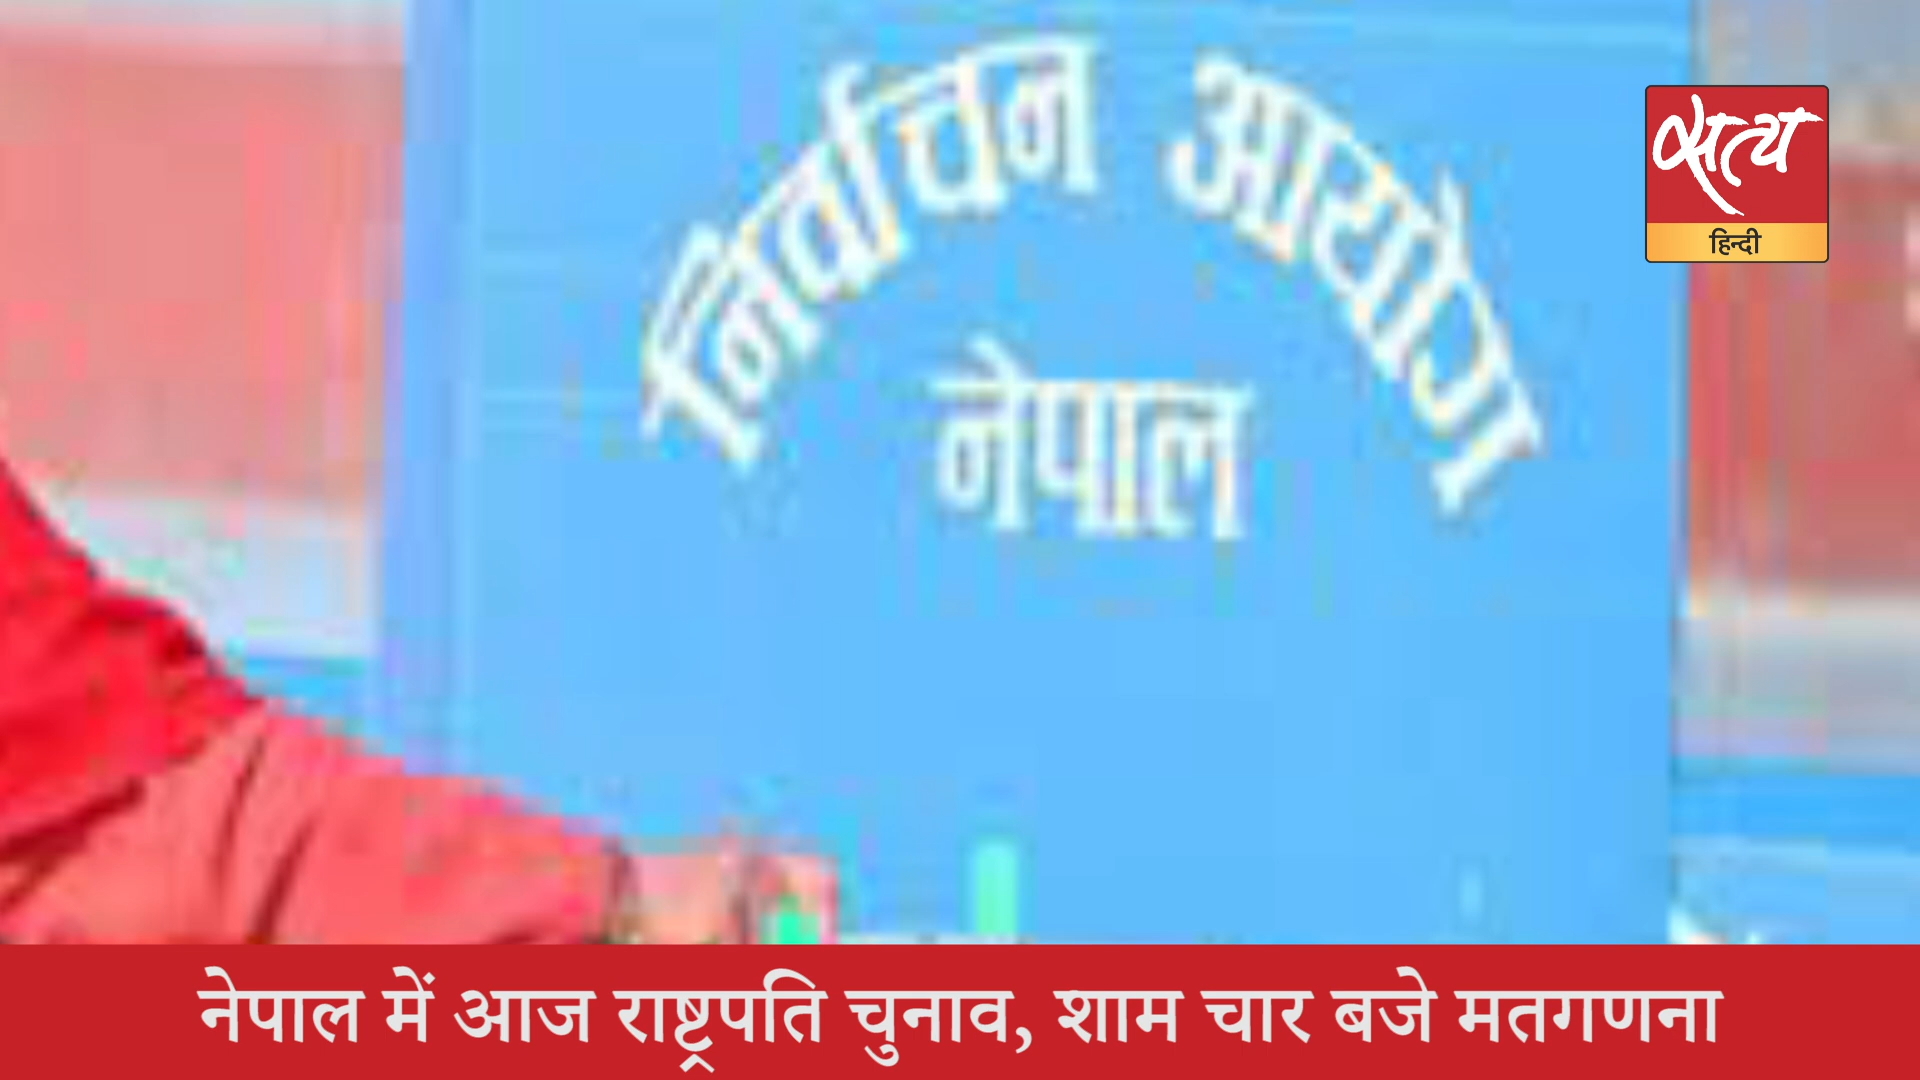 निर्वाचन आयोग
नेपाल
सत्य
हिन्दी
नेपाल में आज राष्ट्रपति चुनाव, शाम चार बजे मतगणना